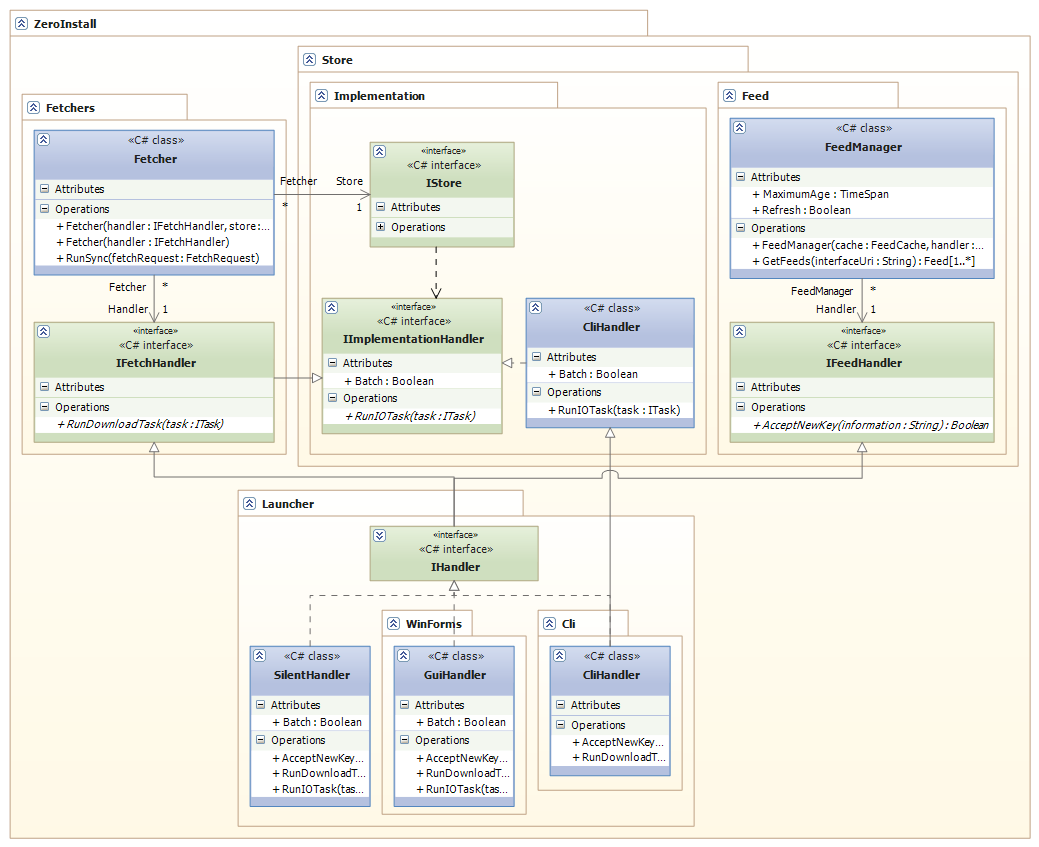 ZeroInstall
Store
Fetchers
«C# class»
Fetcher
Attributes
Operations
+ Fetcher(handler : IFetchHandler, store:...
+ Fetcher(handler : IFetchHandler)
+ RunSync(fetchRequest : FetchRequest)
Fetcher
Store
*
1
Fetcher
*
Handler
1
«interface»
«C# interface»
IFetchHandler
Attributes
Operations
+ RunDownloadTask(task : ITask)
Implementation
«interface»
«C# interface»
IStore
Attributes
Operations
«interface»
«C# interface»
IImplementationHandler
Attributes
+ Batch : Boolean
Operations
+ RunIOTask(task : ITask)
«C# class»
CliHandler
Attributes
+ Batch : Boolean
Operations
+ RunIOTask(task : ITask)
Feed
«C# class»
FeedManager
Attributes
+ MaximumAge : TimeSpan
+ Refresh : Boolean
Operations
+ FeedManager(cache : FeedCache, handler :...
+ GetFeeds(interfaceUri : String) : Feed[1..*]
FeedManager
*
Handler
1
«interface»
«C# interface»
IFeedHandler
Attributes
Operations
+ AcceptNewKey(information : String) : Boolean
Launcher
«interface»
«C# interface»
IHandler
«C# class»
SilentHandler
Attributes
+ Batch : Boolean
Operations
+ AcceptNewKey...
+ RunDownloadT...
+ RunIOTask(tas...
WinForms
«C# class»
GuiHandler
Attributes
+ Batch : Boolean
Operations
+ AcceptNewKey...
+ RunDownloadT...
+ RunIOTask(tas...
Cli
«C# class»
CliHandler
Attributes
Operations
+ AcceptNewKey...
+ RunDownloadT...